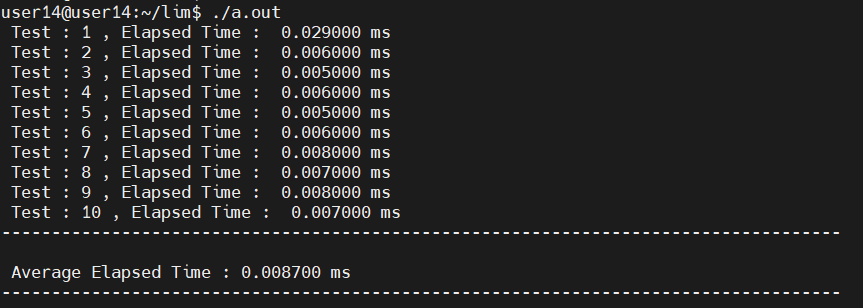 user14@user14:~/lim$ ./a.out
Test : 1 , Elapsed Time :  0.029000 ms
Test : 2 , Elapsed Time :  0.006000 ms
Test : 3 , Elapsed Time :  0.005000 ms
Test : 4 , Elapsed Time :  0.006000 ms
Test : 5 , Elapsed Time :  0.005000 ms
Test : 6 , Elapsed Time :  0.006000 ms
Test : 7 , Elapsed Time :  0.008000 ms
Test : 8 , Elapsed Time :  0.007000 ms
Test : 9 , Elapsed Time :  0.008000 ms
Test : 10 , Elapsed Time :  0.007000 ms
------------------------------------------------------------------------------------
Average Elapsed Time : 0.008700 ms
------------------------------------------------------------------------------------